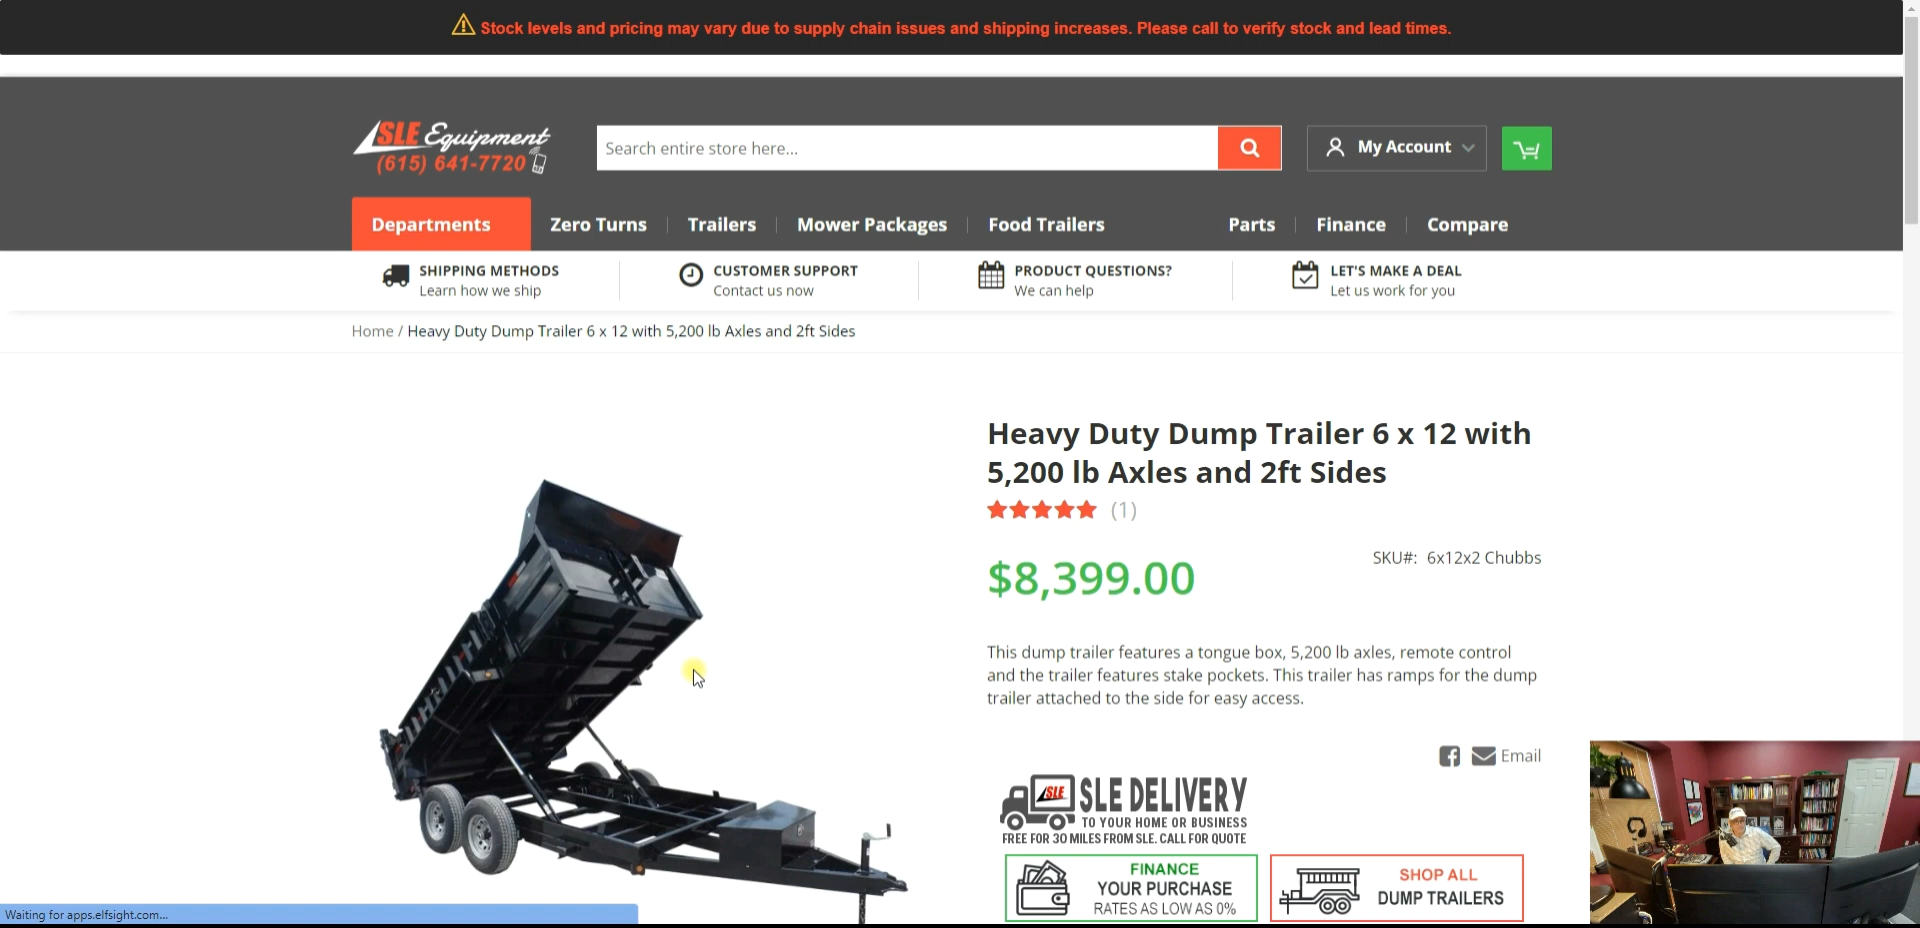 Stock levels and pricing may vary due to supply chain issues and shipping increases. Please call to verify stock and lead times.
SLE Equipment
(615) 641-7720
Search entire store here...
My Account
Departments
Zero Turns
Trailers
Mower Packages
Food Trailers
Parts
Finance
Compare
SHIPPING METHODS
Learn how we ship
CUSTOMER SUPPORT
Contact us now
PRODUCT QUESTIONS?
We can help
LET'S MAKE A DEAL
Let us work for you
Home / Heavy Duty Dump Trailer 6 x 12 with 5,200 lb Axles and 2ft Sides
Heavy Duty Dump Trailer 6 x 12 with
5,200 lb Axles and 2ft Sides
(1)
$8,399.00
SKU#: 6x12x2 Chubbs
This dump trailer features a tongue box, 5,200 lb axles, remote control
and the trailer features stake pockets. This trailer has ramps for the dump
trailer attached to the side for easy access.
Email
SLE
SLE DELIVERY
TO YOUR HOME OR BUSINESS
FREE FOR 30 MILES FROM SLE. CALL FOR QUOTE
FINANCE
YOUR PURCHASE
RATES AS LOW AS 0%
SHOP ALL
DUMP TRAILERS
Waiting for apps.elfsight.com...